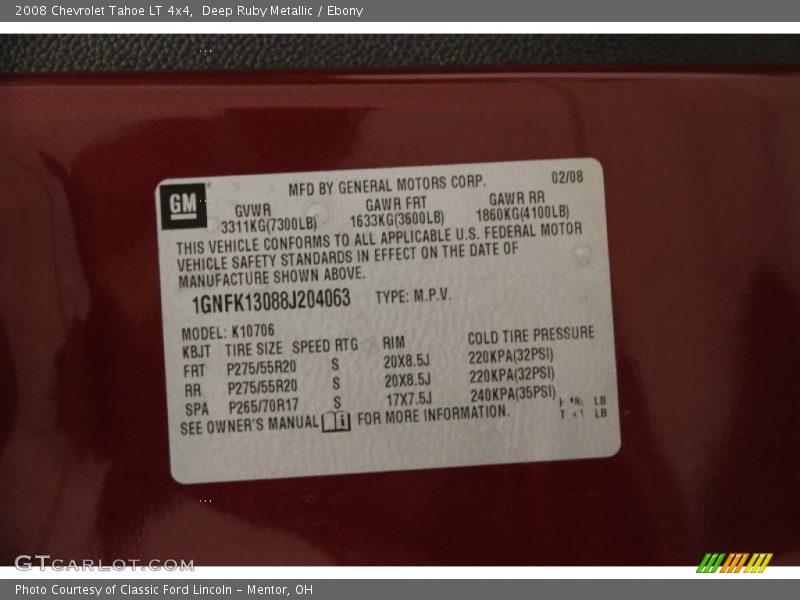 2008 Chevrolet Tahoe LT 4x4, Deep Ruby Metallic / Ebony
GM
MFD BY GENERAL MOTORS CORP. 02/08
GVWR GAWR FRT GAWR RR
3311KG(7300LB) 1633KG(3600LB) 1860KG(4100LB)
THIS VEHICLE CONFORMS TO ALL APPLICABLE U.S. FEDERAL MOTOR
VEHICLE SAFETY STANDARDS IN EFFECT ON THE DATE OF
MANUFACTURE SHOWN ABOVE.
1GNFK13088J204063 TYPE: M.P.V.
MODEL: K10706
KBJT TIRE SIZE SPEED RTG RIM COLD TIRE PRESSURE
FRT P275/55R20 S 20X8.5J 220KPA(32PSI)
RR P275/55R20 S 20X8.5J 220KPA(32PSI)
SPA P265/70R17 S 17X7.5J 240KPA(35PSI)
LB
T LB
SEE OWNER'S MANUAL FOR MORE INFORMATION.
GTCARLOT.COM
Photo Courtesy of Classic Ford Lincoln - Mentor, OH